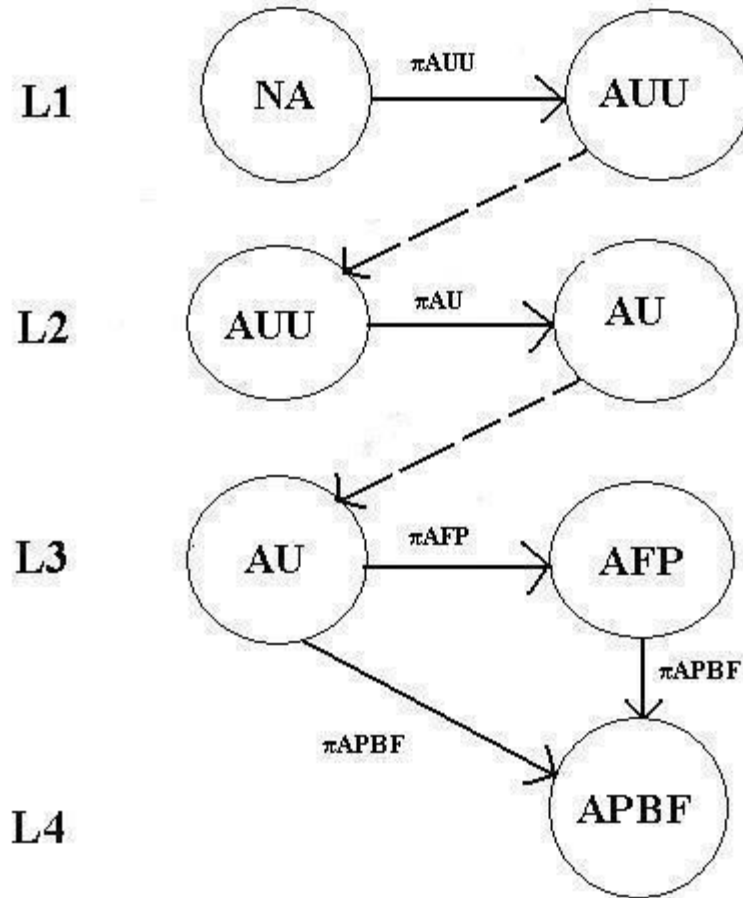 πAUU
L1 NA AUU
πAU
L2 AUU AU
πAFP
L3 AU AFP
πAPBF
πAPBF
L4 APBF